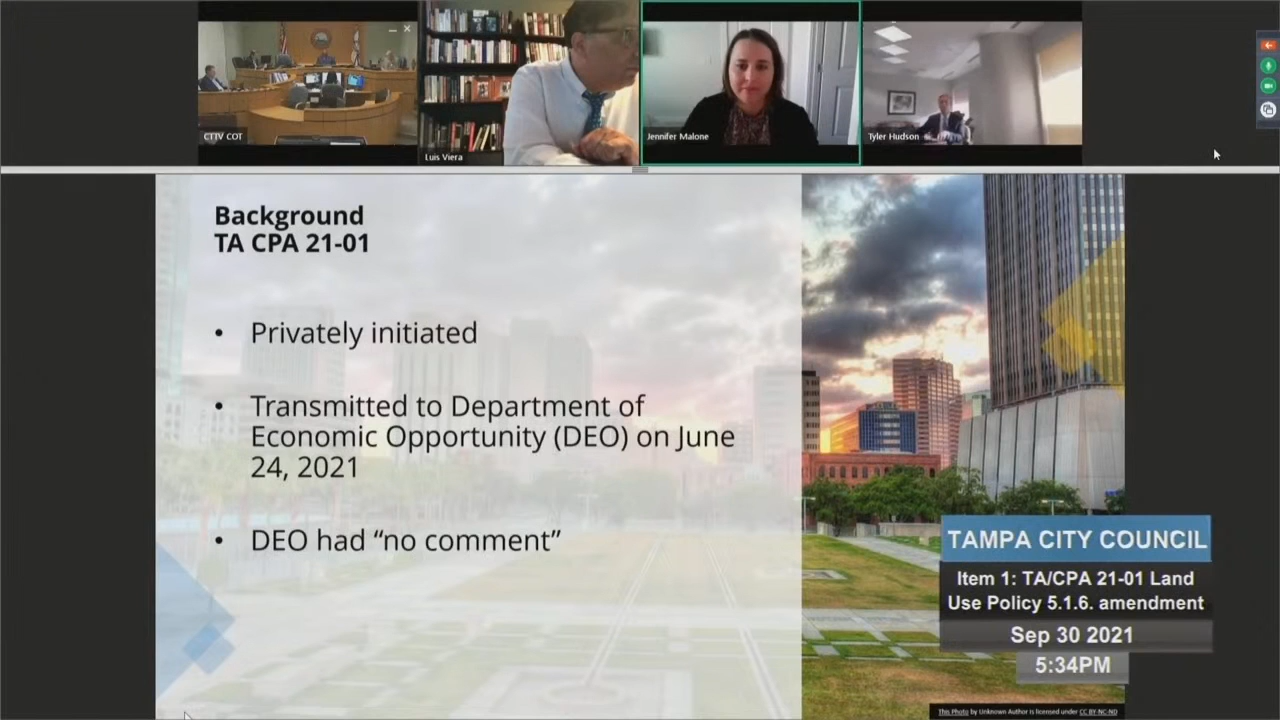 CTTV COT
Luis Viera
Jennifer Malone
Tyler Hudson
Background
TA CPA 21-01
• Privately initiated
• Transmitted to Department of
Economic Opportunity (DEO) on June
24, 2021
• DEO had “no comment”
TAMPA CITY COUNCIL
Item 1: TA/CPA 21-01 Land
Use Policy 5.1.6. amendment
Sep 30 2021
5:34PM
This Photo by Unknown Author is licensed under CC BY-NC-ND